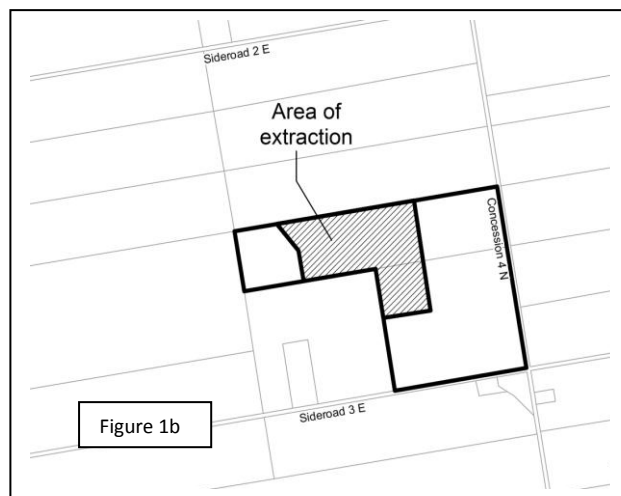 Sideroad 2 E
Area of
extraction
Concession 4 N
Sideroad 3 E
Figure 1b